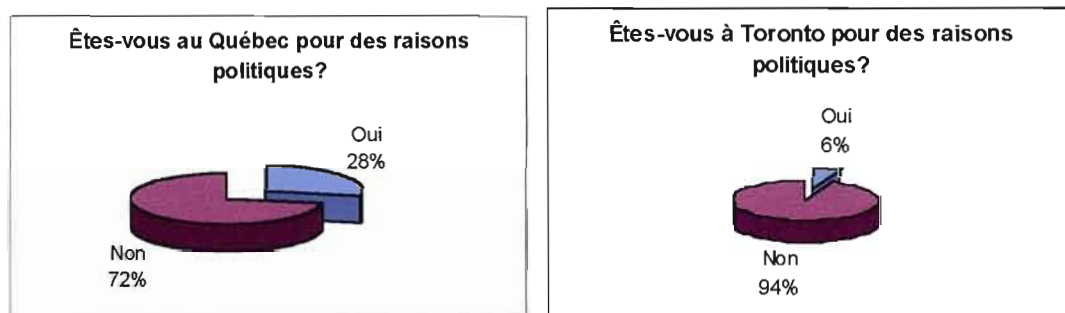 Êtes-vous au Québec pour des raisons
politiques?
Oui
28%
Non
72%
Êtes-vous à Toronto pour des raisons
politiques?
Oui
6%
Non
94%